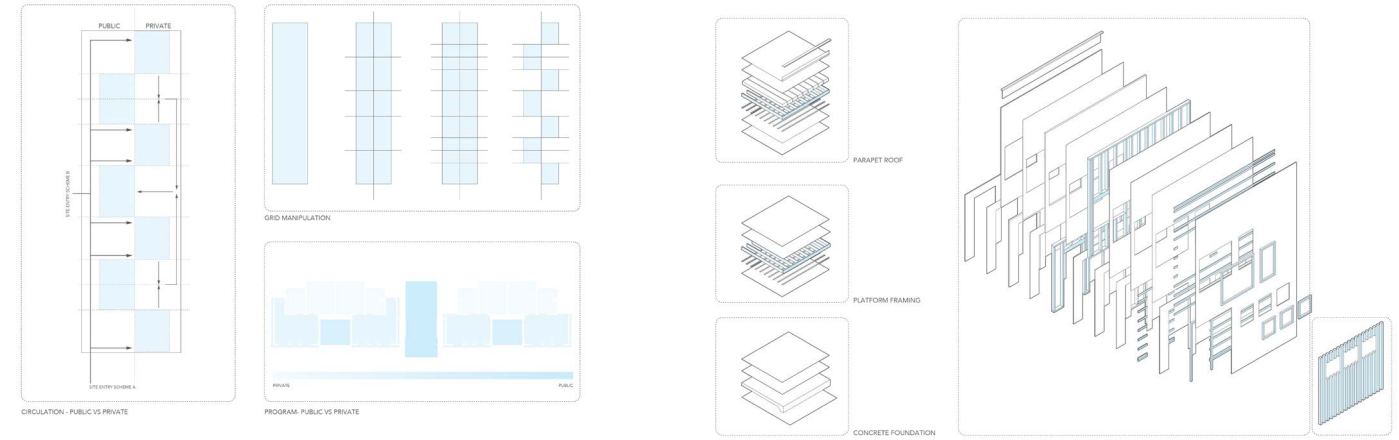 PUBLIC PRIVATE
SITE ENTRY SCHEME B
SITE ENTRY SCHEME A
CIRCULATION - PUBLIC VS PRIVATE
GRID MANIPULATION
PRIVATE PUBLIC
PROGRAM- PUBLIC VS PRIVATE
PARAPET ROOF
PLATFORM FRAMING
CONCRETE FOUNDATION